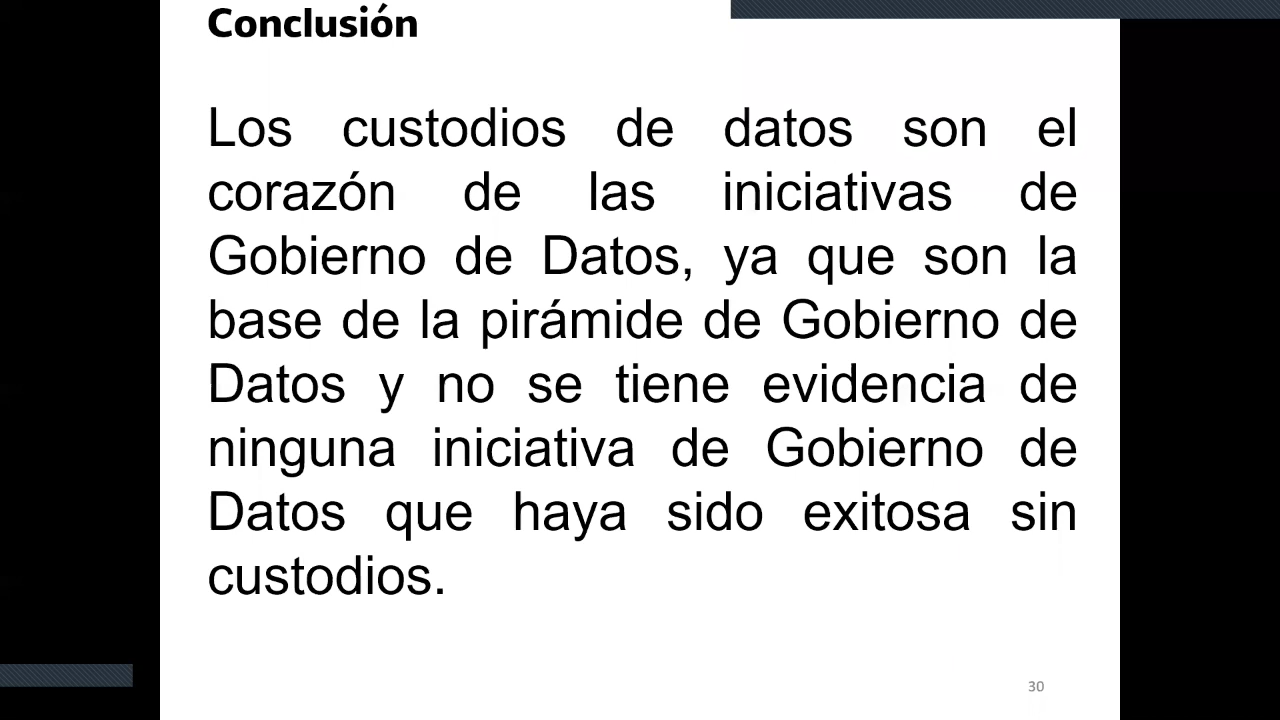 Conclusión
Los custodios de datos son el
corazón de las iniciativas de
Gobierno de Datos, ya que son la
base de la pirámide de Gobierno de
Datos y no se tiene evidencia de
ninguna iniciativa de Gobierno de
Datos que haya sido exitosa sin
custodios.
30